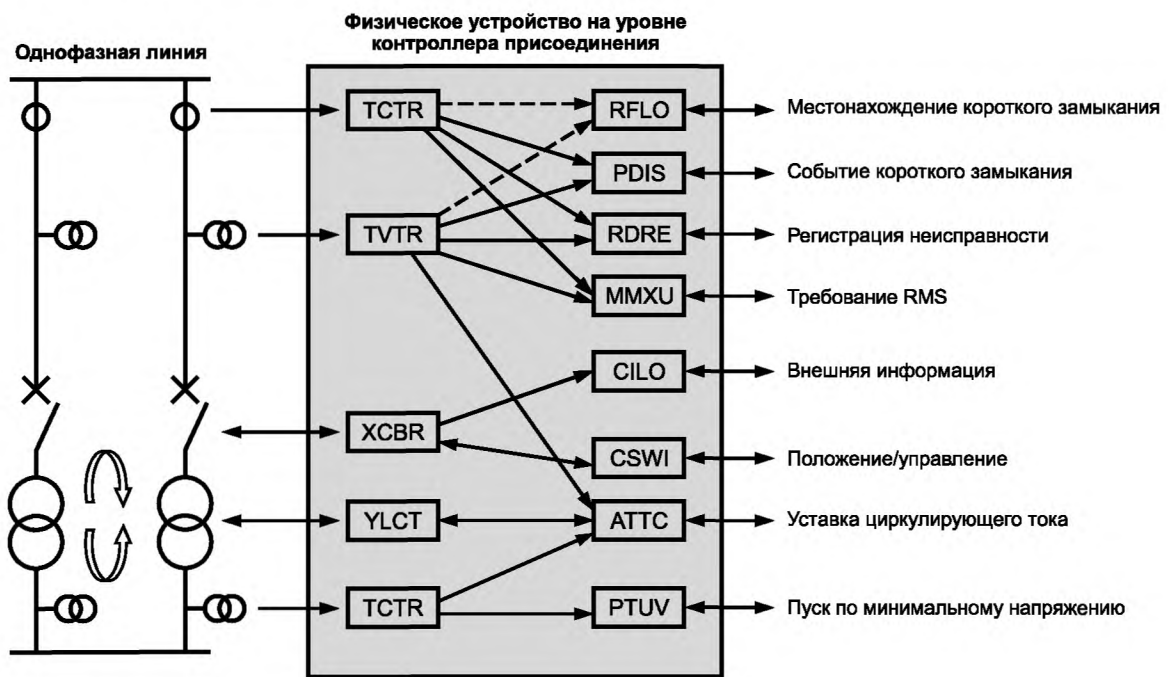 Физическое устройство на уровне
контроллера присоединения
Однофазная линия
TCTR
RFLO
Местонахождение короткого замыкания
PDIS
Событие короткого замыкания
TVTR
RDRE
Регистрация неисправности
MMXU
Требование RMS
CILO
Внешняя информация
XCBR
CSWI
Положение/управление
YLCT
ATTC
Уставка циркулирующего тока
TCTR
PTUV
Пуск по минимальному напряжению